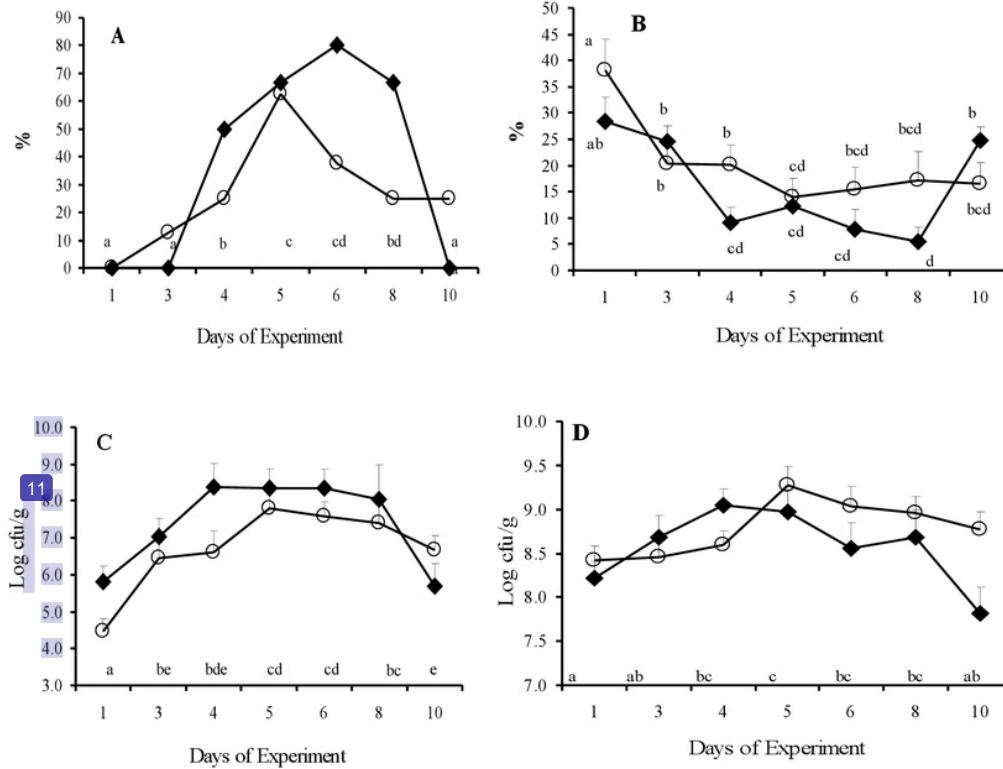 A
90
80
70
60
50
40
30
20
10
0
%
a a b c cd bd a
1 3 4 5 6 8 10
Days of Experiment
B
50
45
40
35
30
25
20
15
10
5
0
%
a
b b bcd bcd b
ab b cd cd cd cd d bcd
1 3 4 5 6 8 10
Days of Experiment
C
10.0
9.0
8.0
7.0
6.0
5.0
4.0
3.0
11
Log cfu/g
a be bde cd cd bc e
1 3 4 5 6 8 10
Days of Experiment
D
10.0
9.5
9.0
8.5
8.0
7.5
7.0
Log cfu/g
a ab bc c bc bc ab
1 3 4 5 6 8 10
Days of Experiment